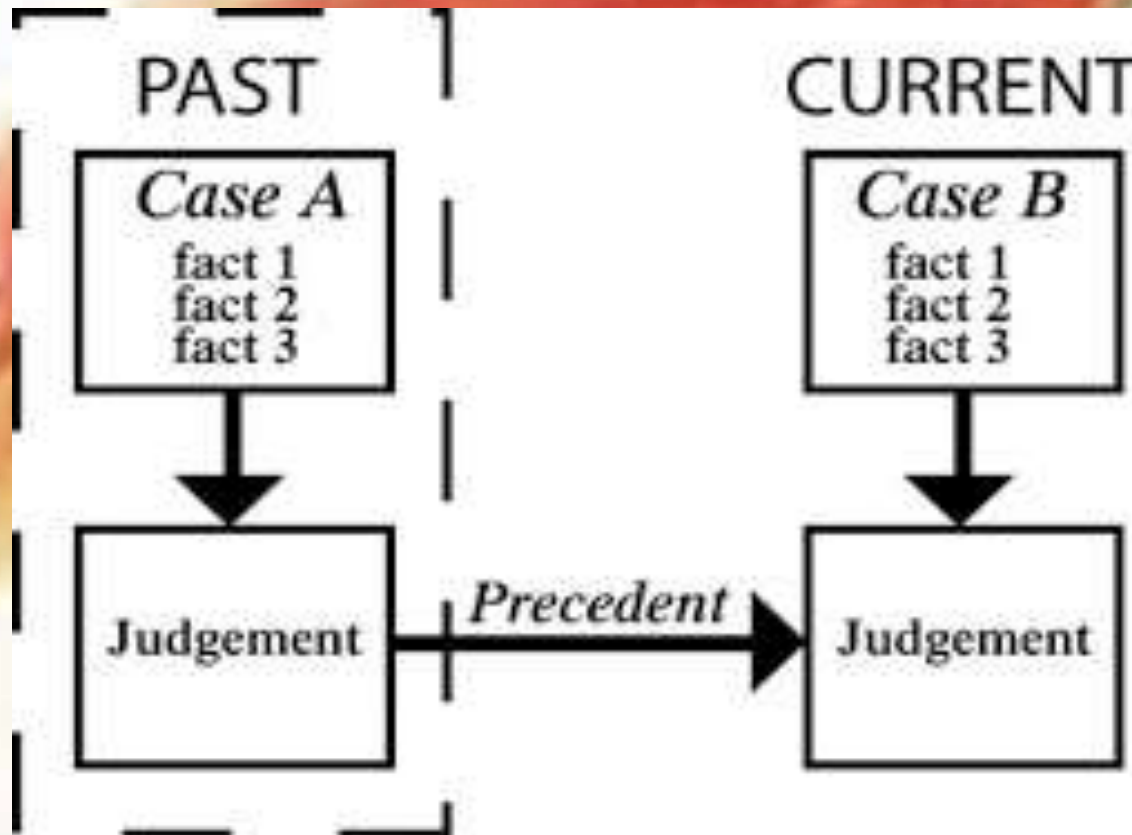 PAST
Case A
fact 1
fact 2
fact 3
Judgement
Precedent
CURRENT
Case B
fact 1
fact 2
fact 3
Judgement